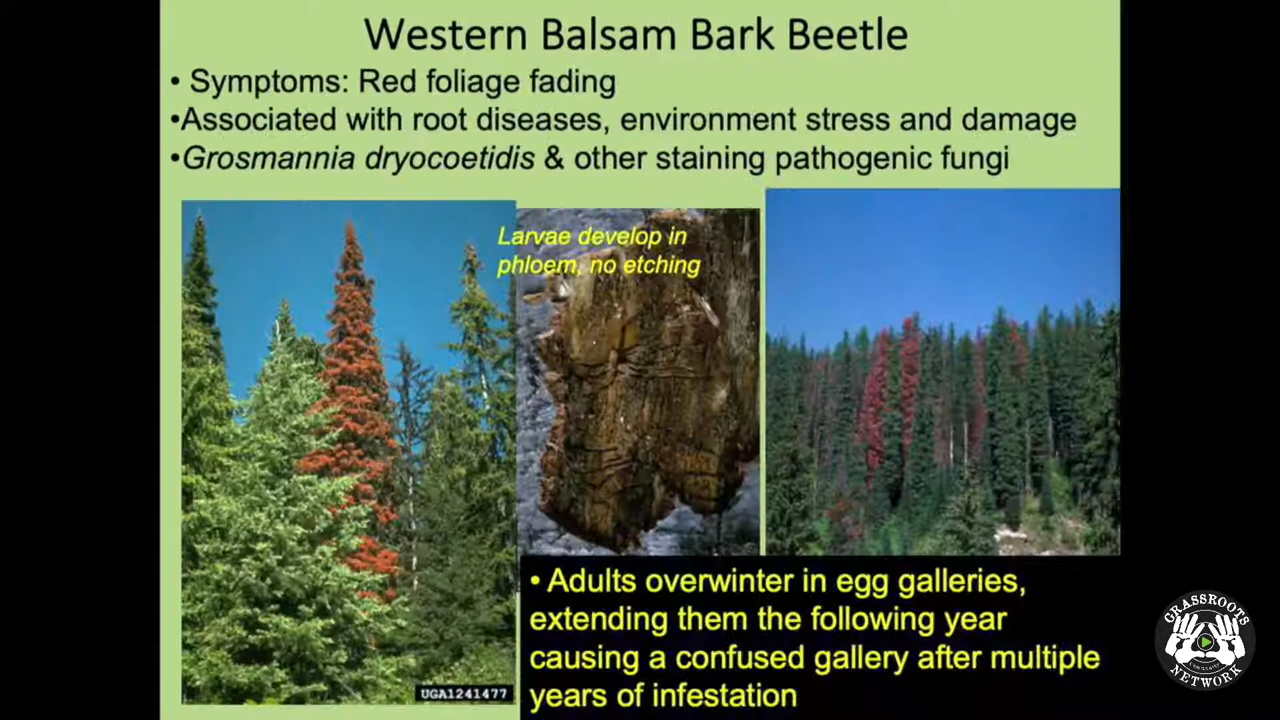 Western Balsam Bark Beetle
• Symptoms: Red foliage fading
•Associated with root diseases, environment stress and damage
•Grosmannia dryocoetidis & other staining pathogenic fungi
Larvae develop in
phloem, no etching
UGA1241477
• Adults overwinter in egg galleries,
extending them the following year
causing a confused gallery after multiple
years of infestation
GRASSROOTS
NETWORK